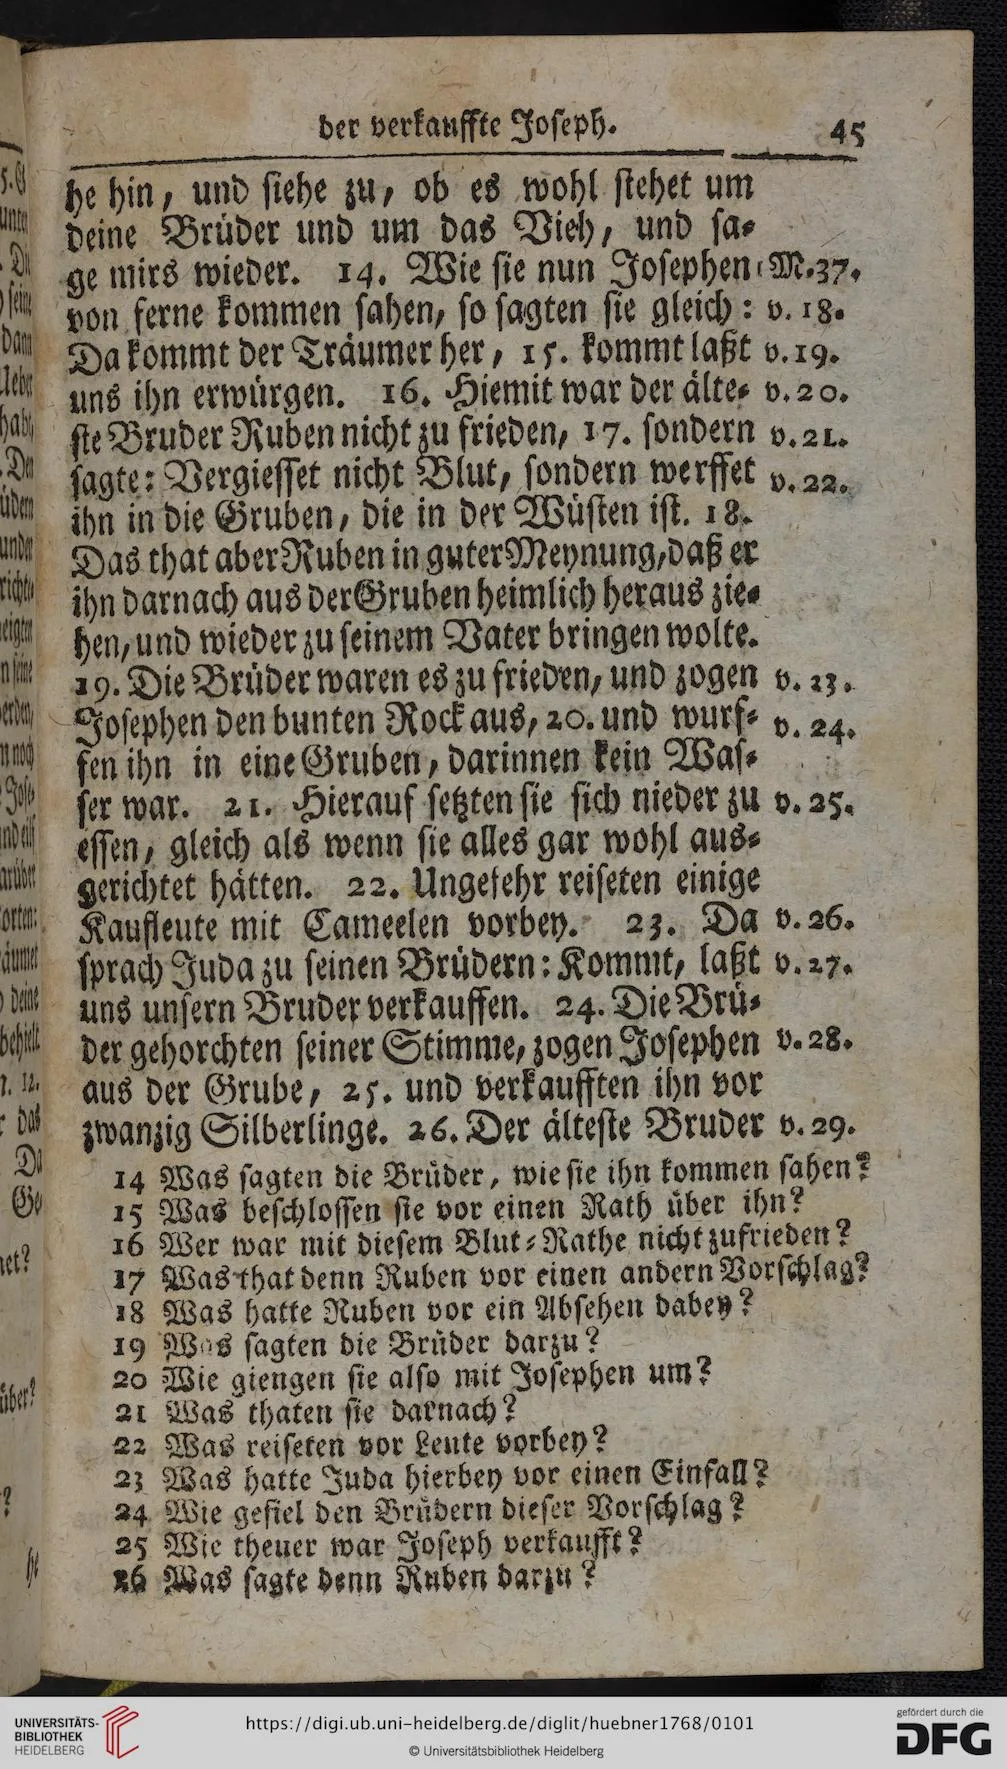 der verkauffte Joseph. 45
he hin, und siehe zu, ob es wohl stehet um
deine Brüder und um das Vieh, und sa-
ge mirs wieder. 14. Wie sie nun Josephen M.37.
von ferne kommen sahen, so sagten sie gleich: v. 18.
Da kommt der Träumer her, 15. kommt laßt v.19.
uns ihn erwürgen. 16. Hiemit war der älte- v.20.
ste Bruder Ruben nicht zu frieden, 17. sondern v.21.
sagte: Vergiesset nicht Blut, sondern werffet v.22.
ihn in die Gruben, die in der Wüsten ist. 18.
Das that aber Ruben in guter Meynung, daß er
ihn darnach aus der Gruben heimlich heraus zie-
hen, und wieder zu seinem Vater bringen wolte.
19. Die Brüder waren es zu frieden, und zogen v. 23.
Josephen den bunten Rock aus, 20. und wurf- v. 24.
fen ihn in eine Gruben, darinnen kein Was-
ser war. 21. Hierauf setzten sie sich nieder zu v. 25.
essen, gleich als wenn sie alles gar wohl aus-
gerichtet hätten. 22. Ungefehr reiseten einige
Kaufleute mit Cameelen vorbey. 23. Da v.26.
sprach Juda zu seinen Brüdern: Kommt, laßt v.27.
uns unsern Bruder verkauffen. 24. Die Brü-
der gehorchten seiner Stimme, zogen Josephen v.28.
aus der Grube, 25. und verkaufften ihn vor
zwanzig Silberlinge. 26. Der älteste Bruder v.29.
14 Was sagten die Brüder, wie sie ihn kommen sahen?
15 Was beschlossen sie vor einen Rath über ihn?
16 Wer war mit diesem Blut-Rathe nicht zufrieden?
17 Was that denn Ruben vor einen andern Vorschlag?
18 Was hatte Ruben vor ein Absehen dabey?
19 Was sagten die Brüder darzu?
20 Wie giengen sie also mit Josephen um?
21 Was thaten sie darnach?
22 Was reiseten vor Leute vorbey?
23 Was hatte Juda hierbey vor einen Einfall?
24 Wie gefiel den Brüdern dieser Vorschlag?
25 Wie theuer war Joseph verkaufft?
26 Was sagte denn Ruben darzu?
he
UNIVERSITÄTS-
BIBLIOTHEK
HEIDELBERG
https://digi.ub.uni-heidelberg.de/diglit/huebner1768/0101
© Universitätsbibliothek Heidelberg
gefördert durch die
DFG